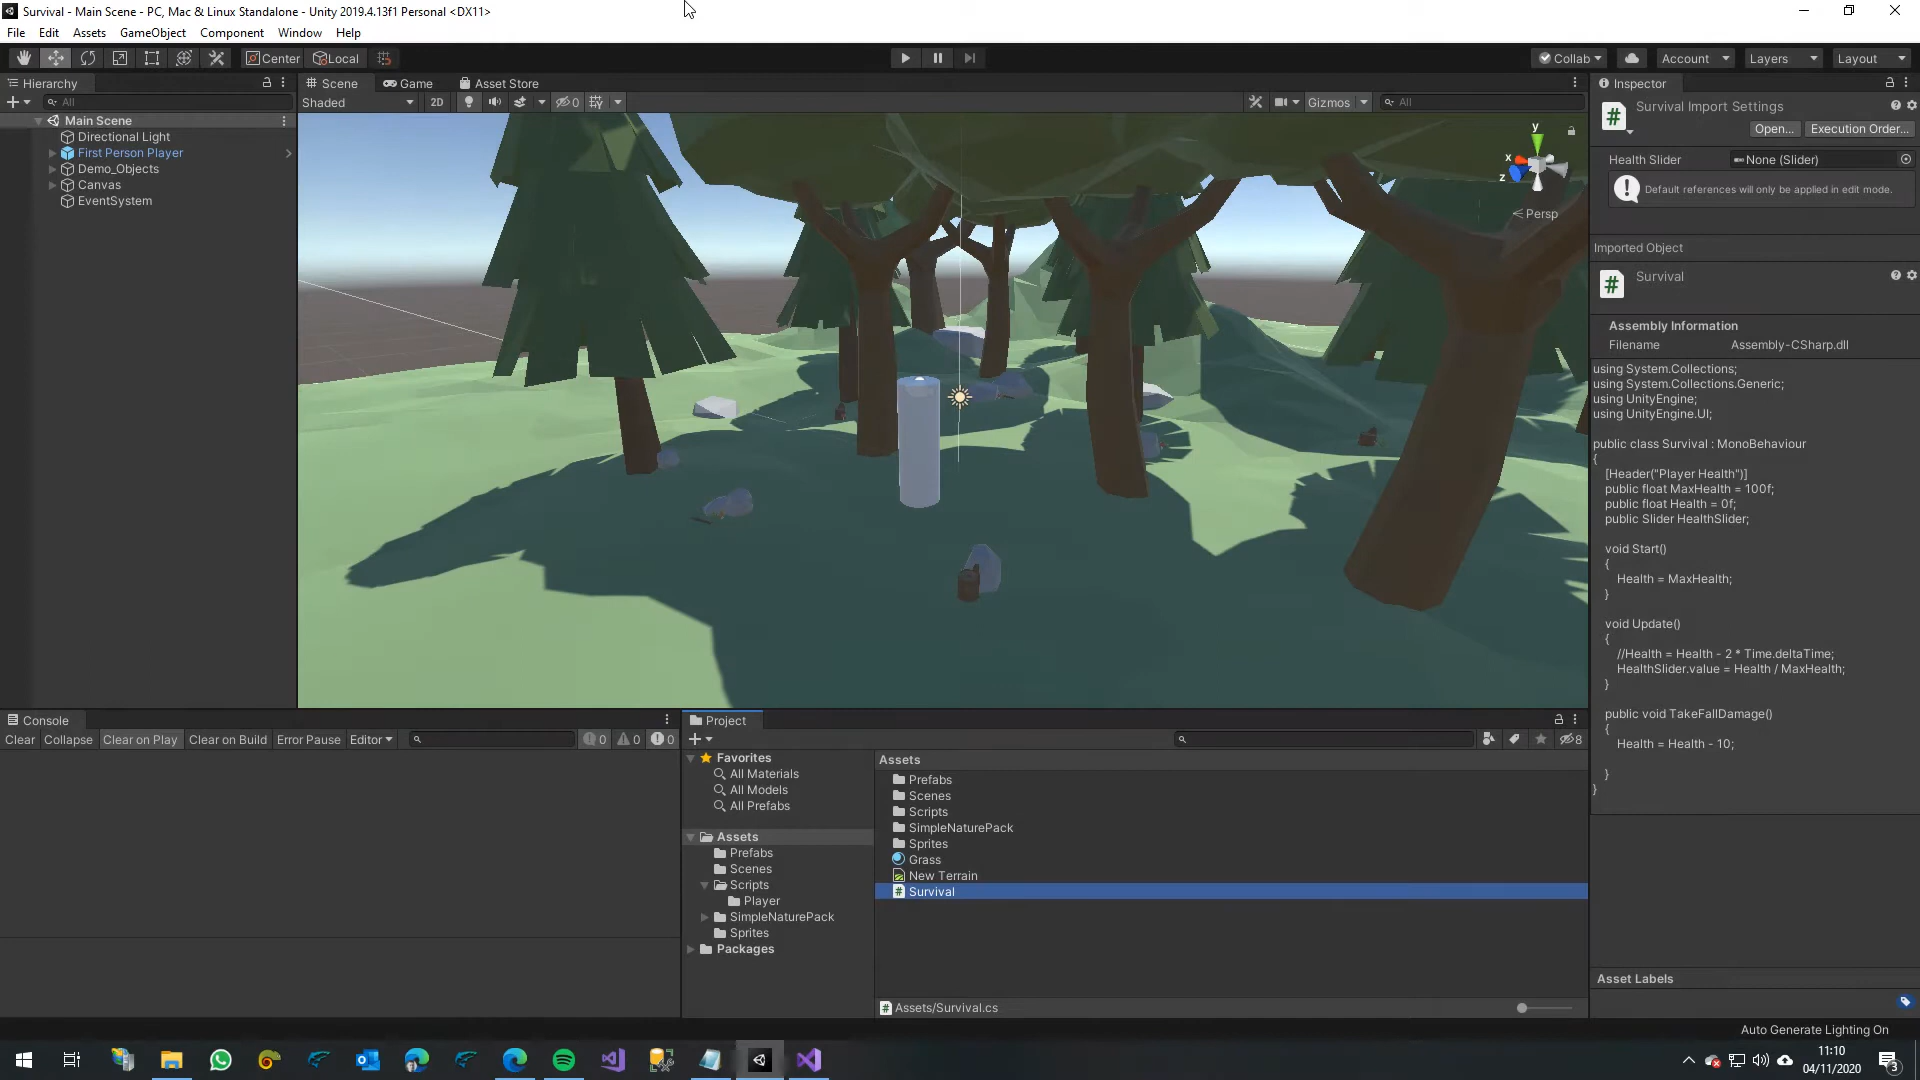 Survival - Main Scene - PC, Mac & Linux Standalone - Unity 2019.4.13f1 Personal <DX11>
File Edit Assets GameObject Component Window Help
Center Local Collab Account Layers Layout
Hierarchy
All
Main Scene
Directional Light
First Person Player
Demo_Objects
Canvas
EventSystem
Scene Game Asset Store
Shaded 2D 0 Gizmos All
y
x
z
Persp
Inspector
Survival Import Settings
Open... Execution Order...
Health Slider None (Slider)
Default references will only be applied in edit mode.
Imported Object
Survival
Assembly Information
Filename Assembly-CSharp.dll
using System.Collections;
using System.Collections.Generic;
using UnityEngine;
using UnityEngine.UI;
public class Survival : MonoBehaviour
{
[Header("Player Health")]
public float MaxHealth = 100f;
public float Health = 0f;
public Slider HealthSlider;
void Start()
{
Health = MaxHealth;
}
void Update()
{
//Health = Health - 2 * Time.deltaTime;
HealthSlider.value = Health / MaxHealth;
}
public void TakeFallDamage()
{
Health = Health - 10;
}
}
Asset Labels
Console
Clear Collapse Clear on Play Clear on Build Error Pause Editor 0 0 0
Project
8
Favorites
All Materials
All Models
All Prefabs
Assets
Prefabs
Scenes
Scripts
Player
SimpleNaturePack
Sprites
Packages
Assets
Prefabs
Scenes
Scripts
SimpleNaturePack
Sprites
Grass
New Terrain
Survival
Assets/Survival.cs
Auto Generate Lighting On
11:10
04/11/2020
3